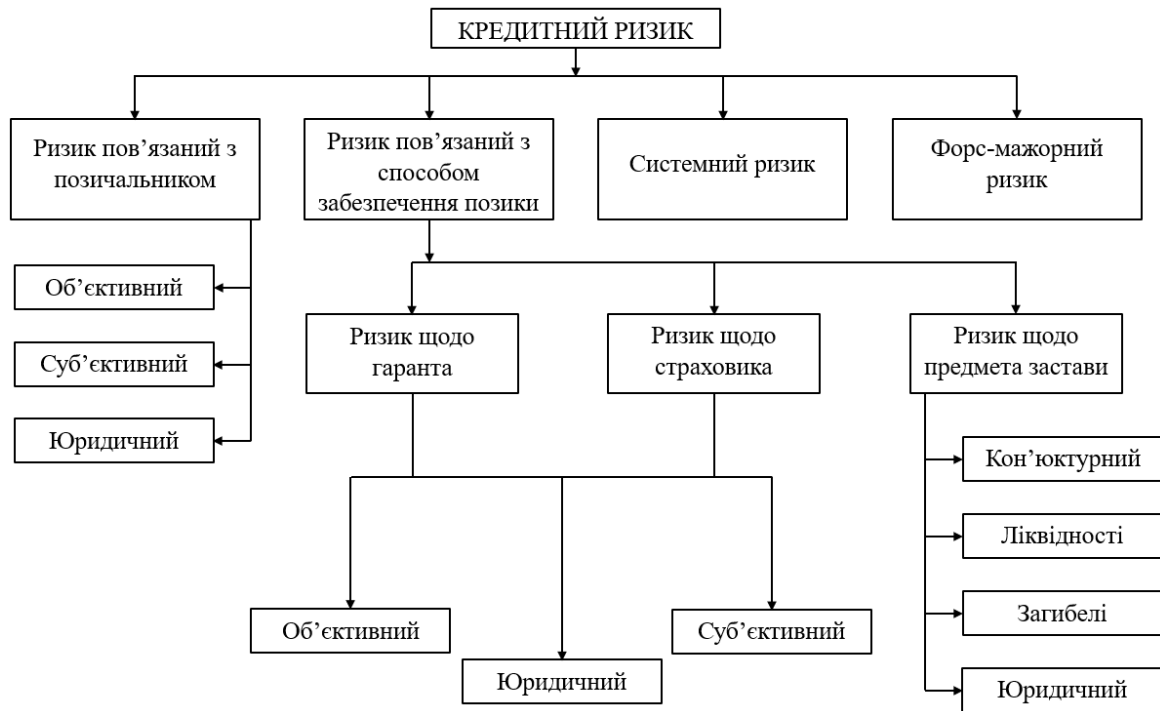 КРЕДИТНИЙ РИЗИК
Ризик пов’язаний з
позичальником
Ризик пов’язаний з
способом
забезпечення позики
Системний ризик
Форс-мажорний
ризик
Об’єктивний
Суб’єктивний
Юридичний
Ризик щодо
гаранта
Ризик щодо
страховика
Ризик щодо
предмета застави
Об’єктивний
Юридичний
Суб’єктивний
Кон’юктурний
Ліквідності
Загибелі
Юридичний